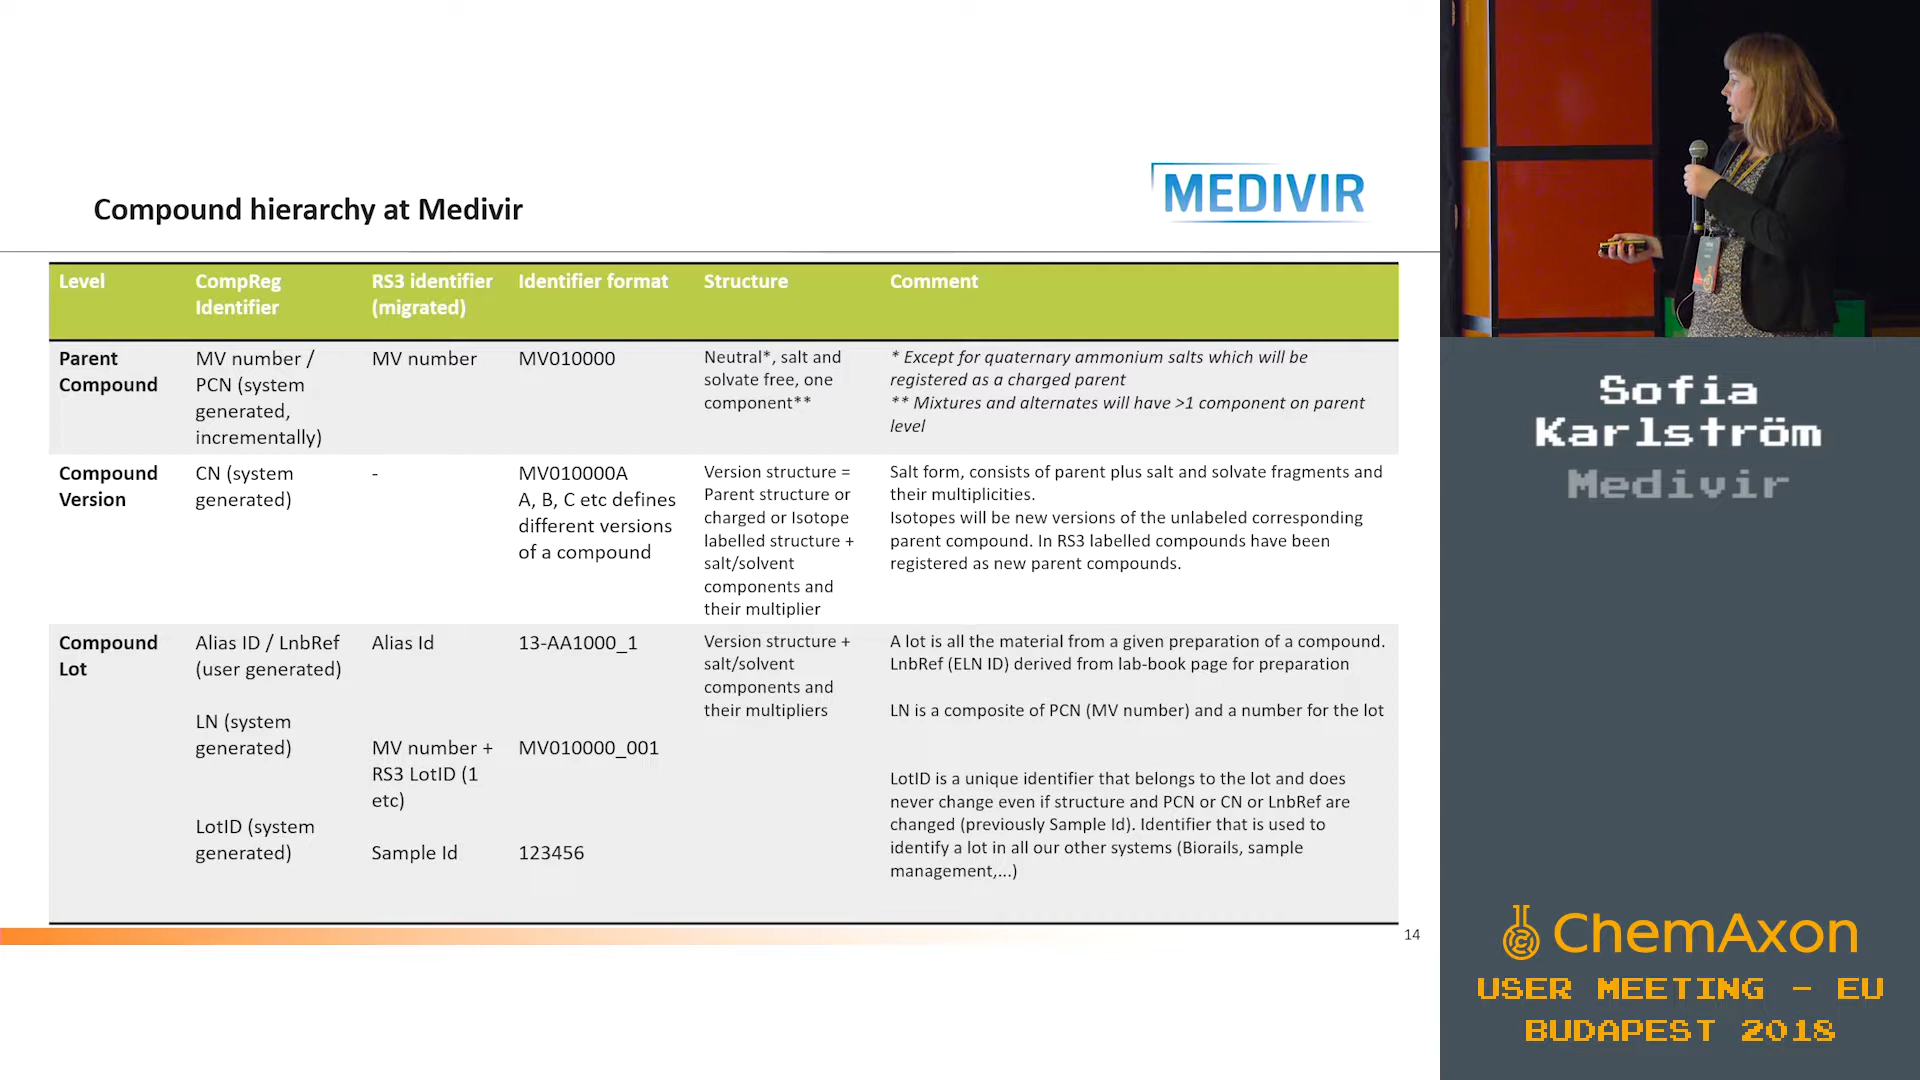 MEDIVIR
Compound hierarchy at Medivir
Level
CompReg
Identifier
RS3 identifier
(migrated)
Identifier format
Structure
Comment
Parent
Compound
MV number /
PCN (system
generated,
incrementally)
MV number
MV010000
Neutral*, salt and
solvate free, one
component**
* Except for quaternary ammonium salts which will be
registered as a charged parent
** Mixtures and alternates will have >1 component on parent
level
Compound
Version
CN (system
generated)
-
MV010000A
A, B, C etc defines
different versions
of a compound
Version structure =
Parent structure or
charged or Isotope
labelled structure +
salt/solvent
components and
their multiplier
Salt form, consists of parent plus salt and solvate fragments and
their multiplicities.
Isotopes will be new versions of the unlabeled corresponding
parent compound. In RS3 labelled compounds have been
registered as new parent compounds.
Compound
Lot
Alias ID / LnbRef
(user generated)
LN (system
generated)
LotID (system
generated)
Alias Id
MV number +
RS3 LotID (1
etc)
Sample Id
13-AA1000_1
MV010000_001
123456
Version structure +
salt/solvent
components and
their multipliers
A lot is all the material from a given preparation of a compound.
LnbRef (ELN ID) derived from lab-book page for preparation
LN is a composite of PCN (MV number) and a number for the lot
LotID is a unique identifier that belongs to the lot and does
never change even if structure and PCN or CN or LnbRef are
changed (previously Sample Id). Identifier that is used to
identify a lot in all our other systems (Biorails, sample
management,...)
14
Sofia
Karlström
Medivir
ChemAxon
USER MEETING - EU
BUDAPEST 2018